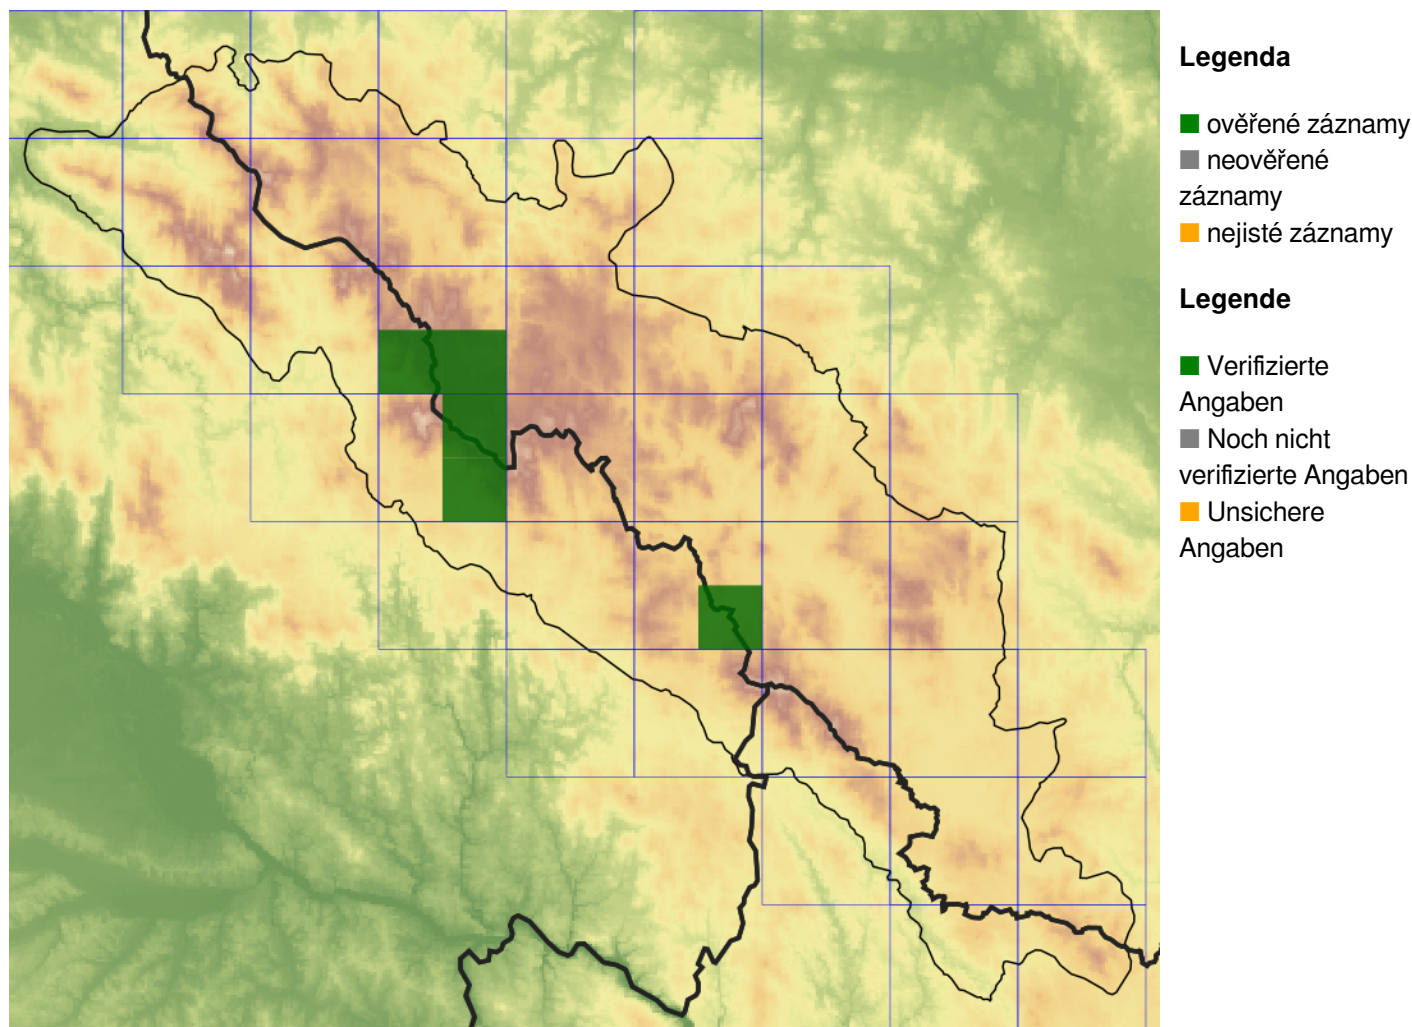 Legenda
ověřené záznamy
neověřené
záznamy
nejisté záznamy
Legende
Verifizierte
Angaben
Noch nicht
verifizierte Angaben
Unsichere
Angaben